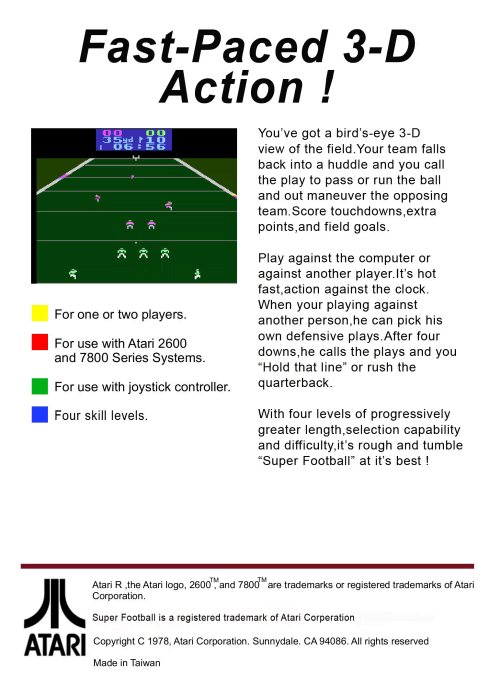 Fast-Paced 3-D
Action !
00 00
35yd 10
06:56
You've got a bird's-eye 3-D
view of the field.Your team falls
back into a huddle and you call
the play to pass or run the ball
and out maneuver the opposing
team.Score touchdowns,extra
points,and field goals.
Play against the computer or
against another player.It's hot
fast,action against the clock.
When your playing against
another person,he can pick his
own defensive plays.After four
downs,he calls the plays and you
“Hold that line” or rush the
quarterback.
With four levels of progressively
greater length,selection capability
and difficulty,it's rough and tumble
“Super Football” at it's best !
For one or two players.
For use with Atari 2600
and 7800 Series Systems.
For use with joystick controller.
Four skill levels.
Atari R ,the Atari logo, 2600™, and 7800™ are trademarks or registered trademarks of Atari
Corporation.
Super Football is a registered trademark of Atari Corperation
Copyright C 1978, Atari Corporation. Sunnydale. CA 94086. All rights reserved
Made in Taiwan
ATARI